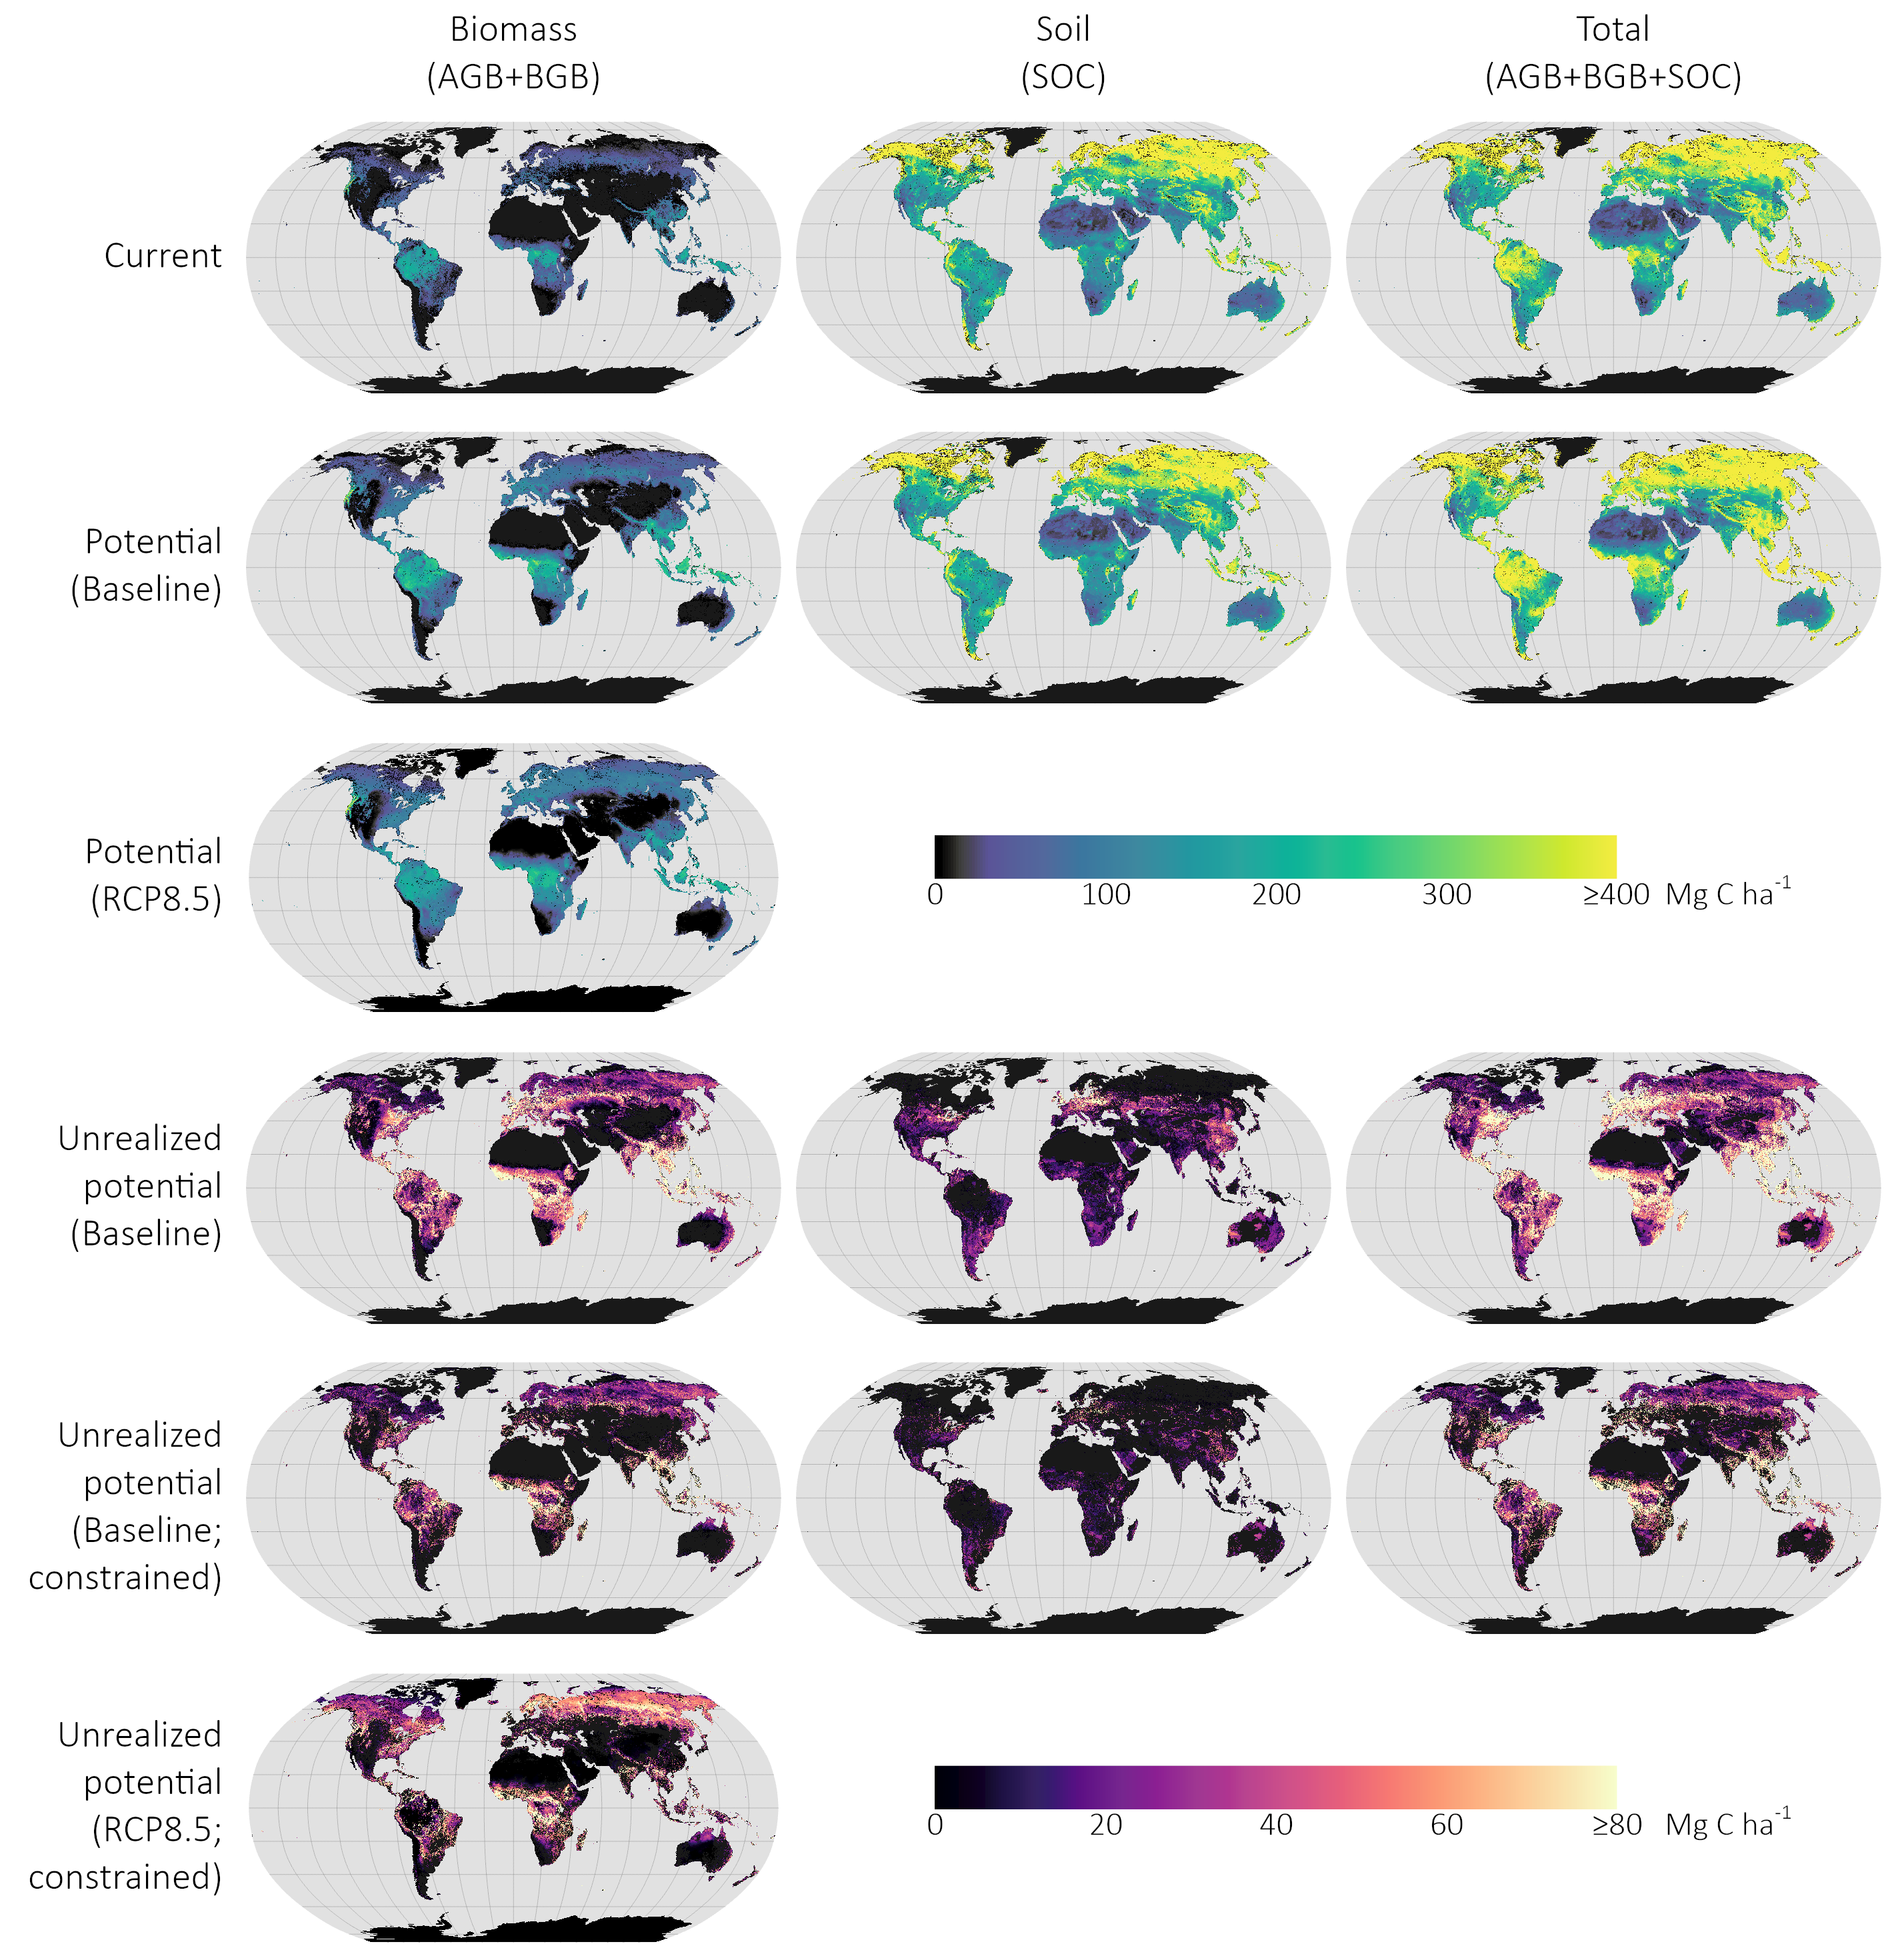 Biomass
(AGB+BGB)
Soil
(SOC)
Total
(AGB+BGB+SOC)
Current
Potential
(Baseline)
Potential
(RCP8.5)
0 100 200 300 ≥400 Mg C ha⁻¹
Unrealized
potential
(Baseline)
Unrealized
potential
(Baseline;
constrained)
Unrealized
potential
(RCP8.5;
constrained)
0 20 40 60 ≥80 Mg C ha⁻¹